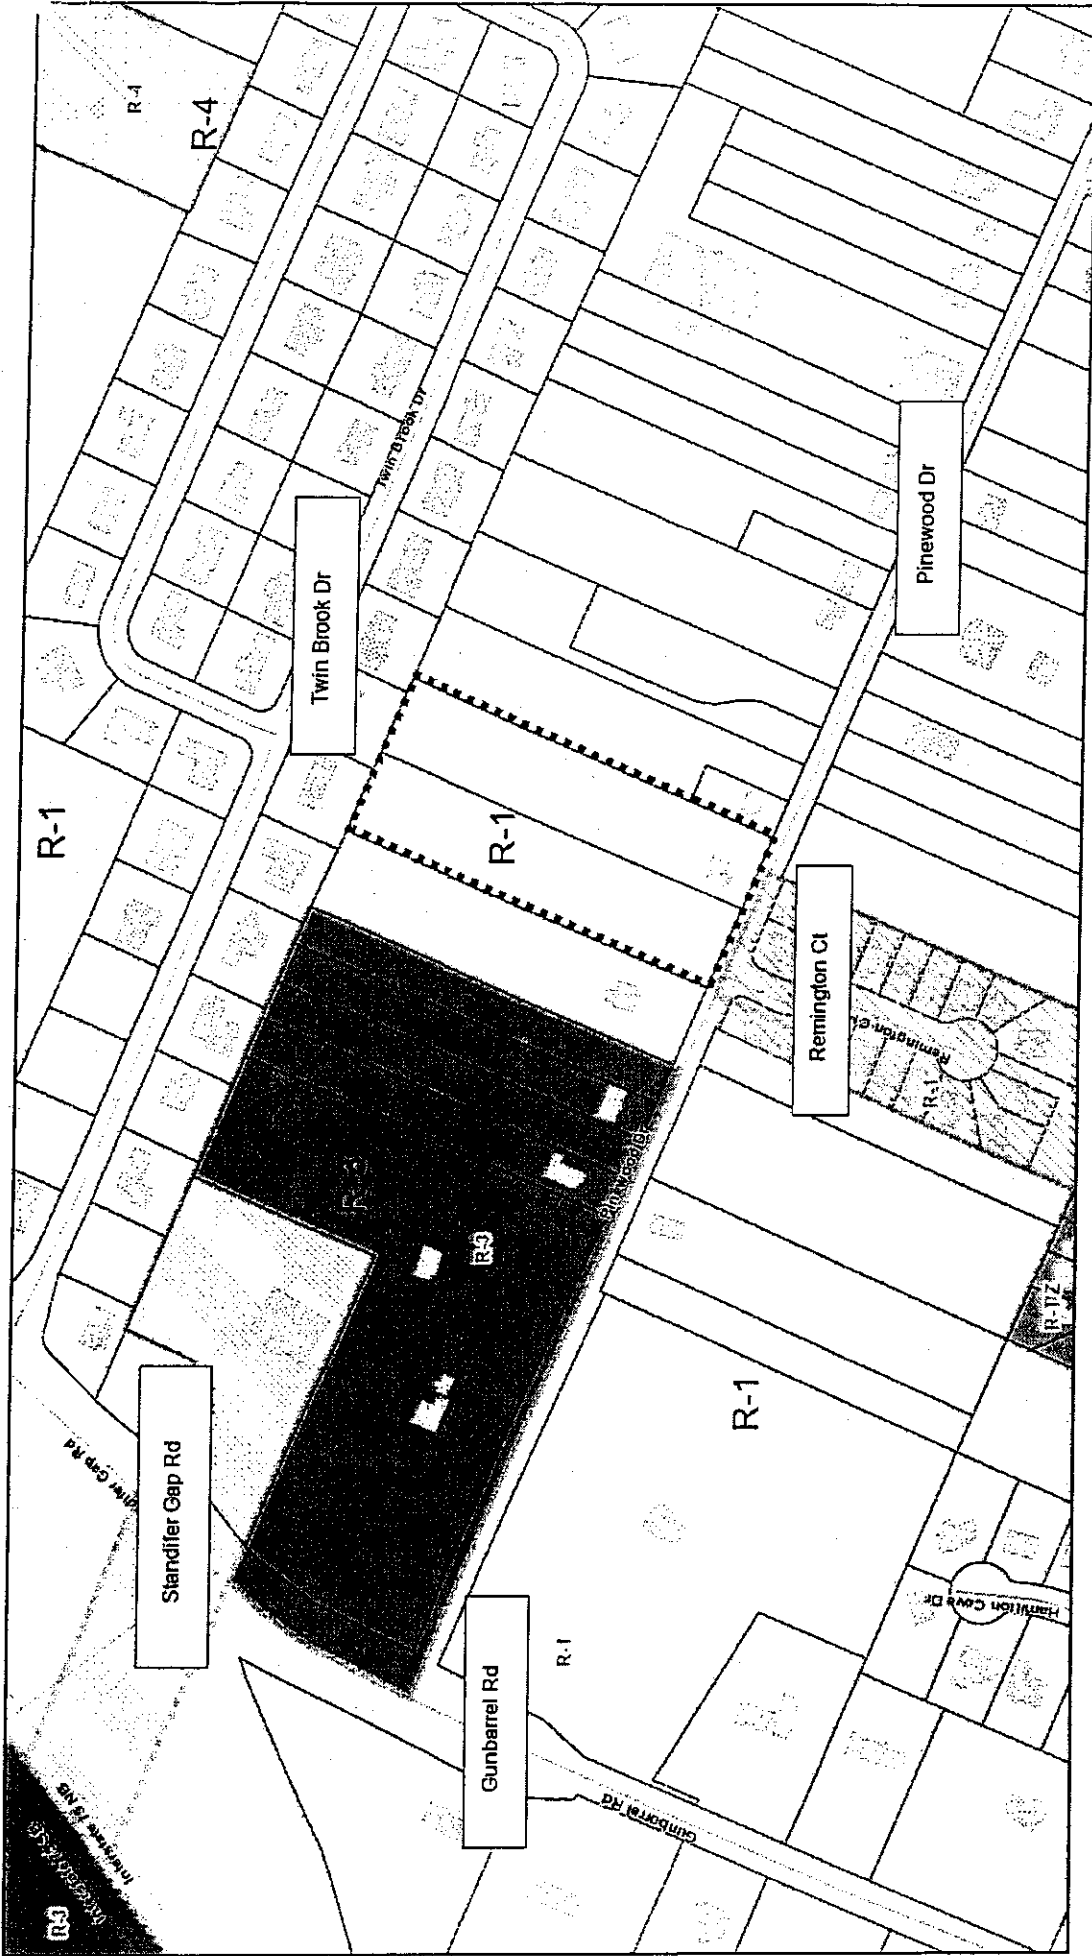 R-4
R-4
R-1
Twin Brook Dr
Twin Brook Dr
Pinewood Dr
R-1
Remington Ct
R-1
Pinewood Dr
R-3
R-1
Standifer Gap Rd
Gunbarrel Rd
R-1
Hamilton Cove Dr
Gunbarrel Rd
Interstate 75 NB
R-3